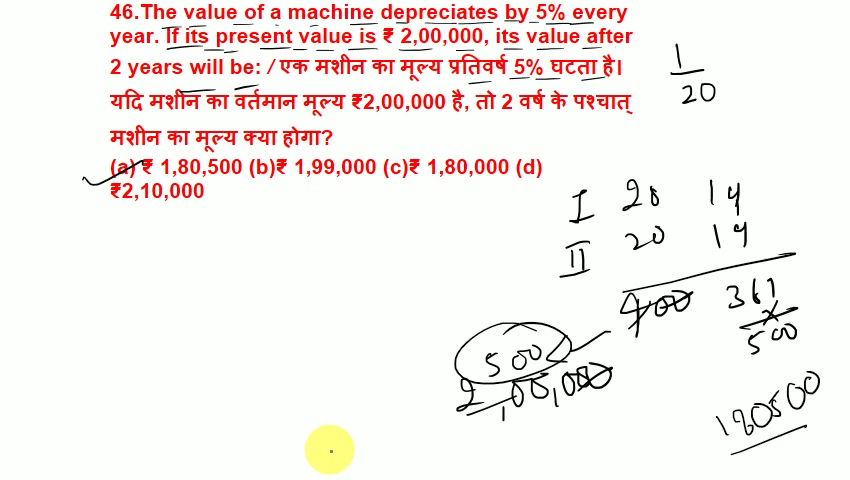 46.The value of a machine depreciates by 5% every
year. If its present value is ₹ 2,00,000, its value after
2 years will be: / एक मशीन का मूल्य प्रतिवर्ष 5% घटता है।
यदि मशीन का वर्तमान मूल्य ₹2,00,000 है, तो 2 वर्ष के पश्चात्
मशीन का मूल्य क्या होगा?
(a) ₹ 1,80,500 (b)₹ 1,99,000 (c)₹ 1,80,000 (d)
₹2,10,000
1
20
I 20 19
II 20 19
400 361
× 500
500
2,00,000
180500